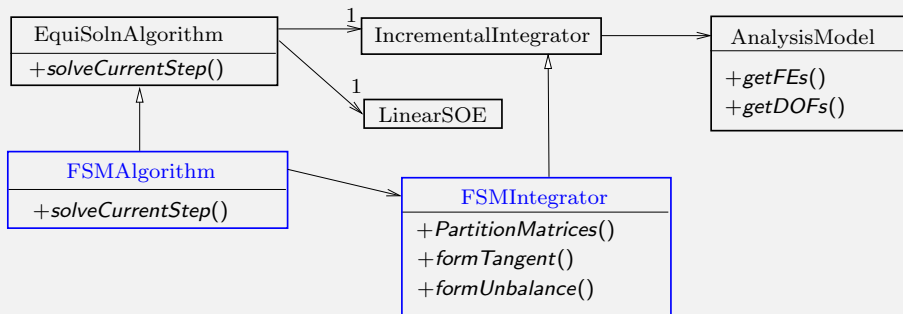 EquiSolnAlgorithm
+solveCurrentStep()
1
1
IncrementalIntegrator
LinearSOE
AnalysisModel
+getFEs()
+getDOFs()
FSMAlgorithm
+solveCurrentStep()
FSMIntegrator
+PartitionMatrices()
+formTangent()
+formUnbalance()